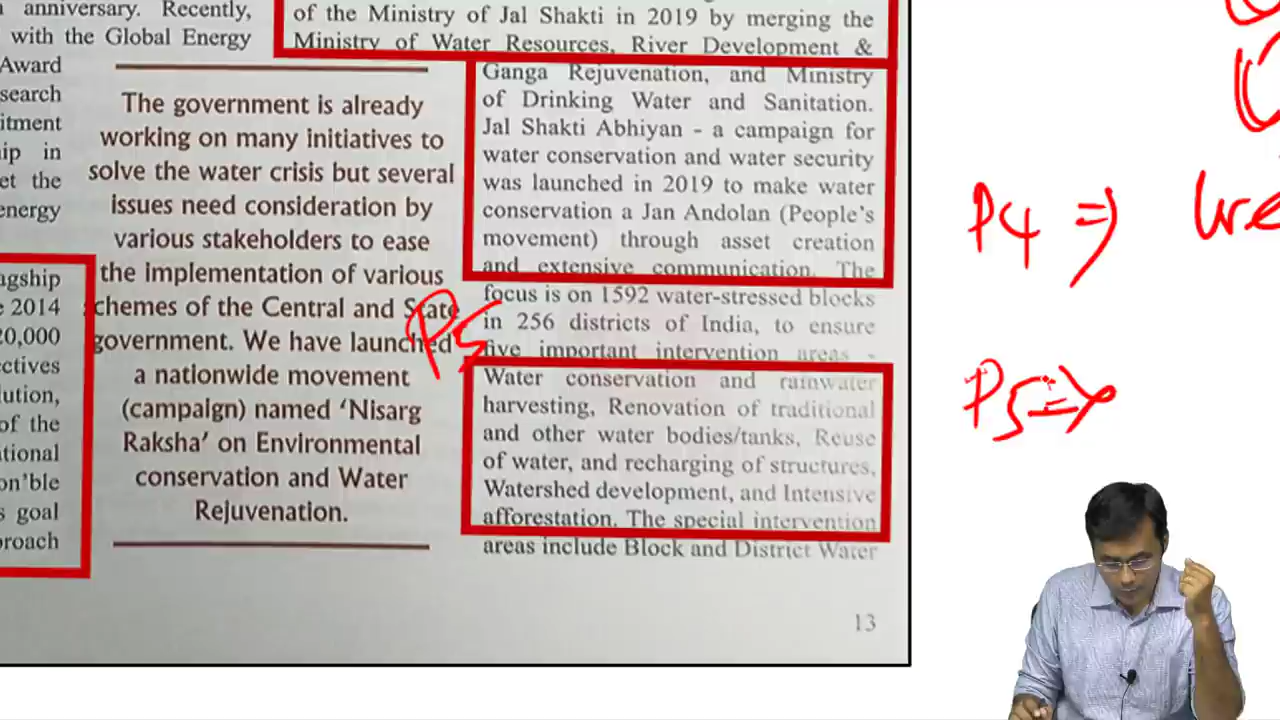 anniversary. Recently,
with the Global Energy
Award
search
itment
ip in
et the
energy
agship
2014
20,000
ectives
lution,
of the
tional
on'ble
s goal
proach
The government is already
working on many initiatives to
solve the water crisis but several
issues need consideration by
various stakeholders to ease
the implementation of various
schemes of the Central and State
government. We have launched
a nationwide movement
(campaign) named 'Nisarg
Raksha' on Environmental
conservation and Water
Rejuvenation.
of the Ministry of Jal Shakti in 2019 by merging the
Ministry of Water Resources, River Development &
Ganga Rejuvenation, and Ministry
of Drinking Water and Sanitation.
Jal Shakti Abhiyan - a campaign for
water conservation and water security
was launched in 2019 to make water
conservation a Jan Andolan (People's
movement) through asset creation
and extensive communication. The
focus is on 1592 water-stressed blocks
in 256 districts of India, to ensure
five important intervention areas -
Water conservation and rainwater
harvesting, Renovation of traditional
and other water bodies/tanks, Reuse
of water, and recharging of structures,
Watershed development, and Intensive
afforestation. The special intervention
areas include Block and District Water
13
P5
P4 ⇒
P5 ⇒